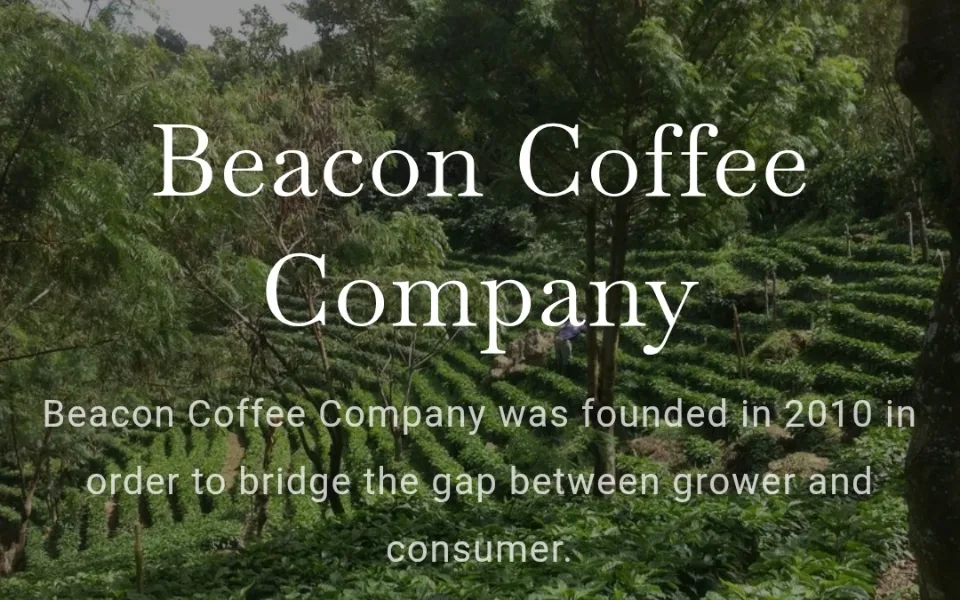 Beacon Coffee
Company
Beacon Coffee Company was founded in 2010 in
order to bridge the gap between grower and
consumer.